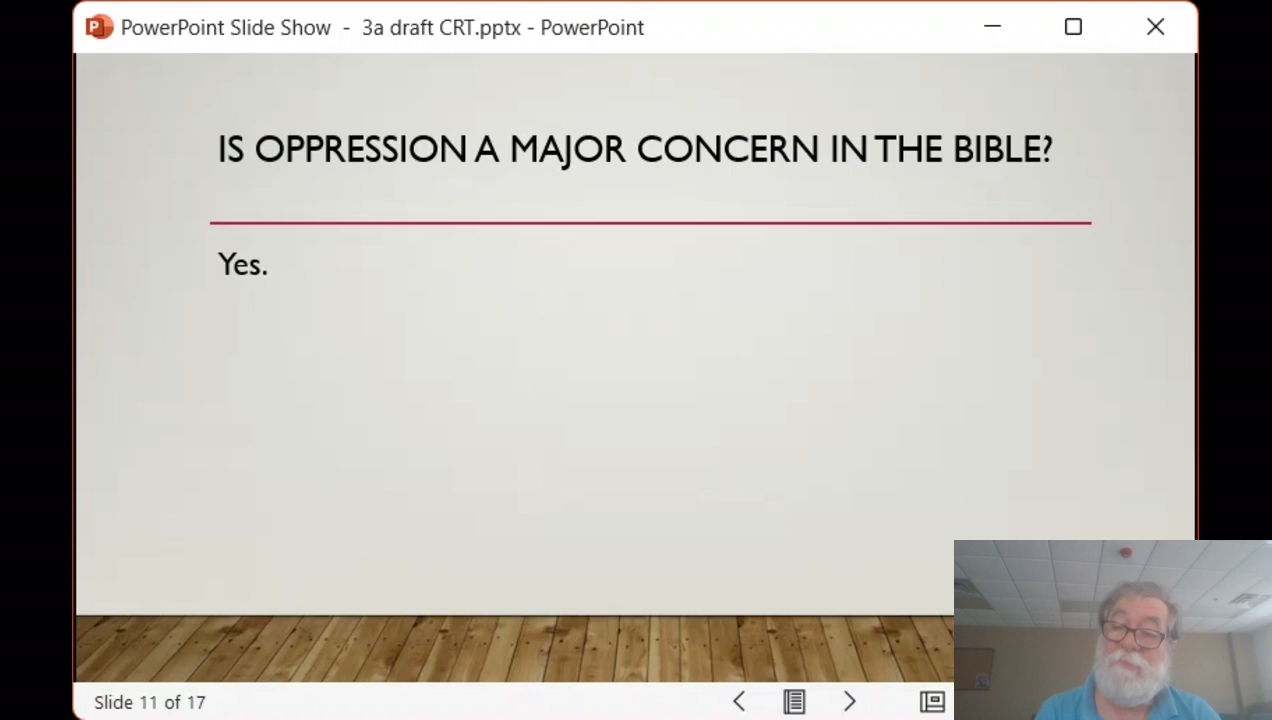 PowerPoint Slide Show - 3a draft CRT.pptx - PowerPoint
IS OPPRESSION A MAJOR CONCERN IN THE BIBLE?
Yes.
Slide 11 of 17